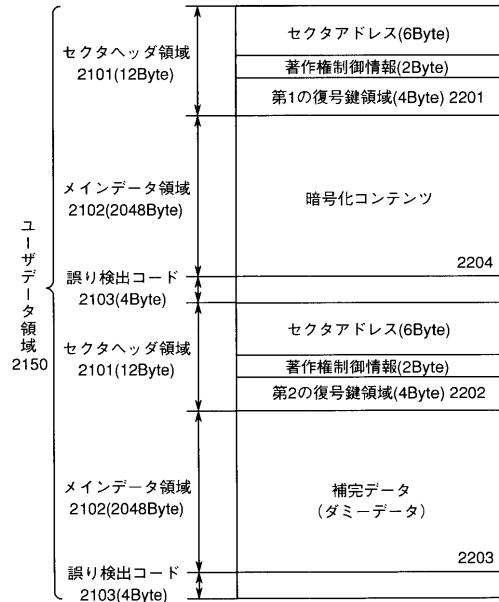 ユーザデータ領域
2150
セクタヘッダ領域
2101(12Byte)
セクタアドレス(6Byte)
著作権制御情報(2Byte)
第1の復号鍵領域(4Byte) 2201
メインデータ領域
2102(2048Byte)
暗号化コンテンツ
2204
誤り検出コード
2103(4Byte)
セクタヘッダ領域
2101(12Byte)
セクタアドレス(6Byte)
著作権制御情報(2Byte)
第2の復号鍵領域(4Byte) 2202
メインデータ領域
2102(2048Byte)
補完データ
(ダミーデータ)
2203
誤り検出コード
2103(4Byte)